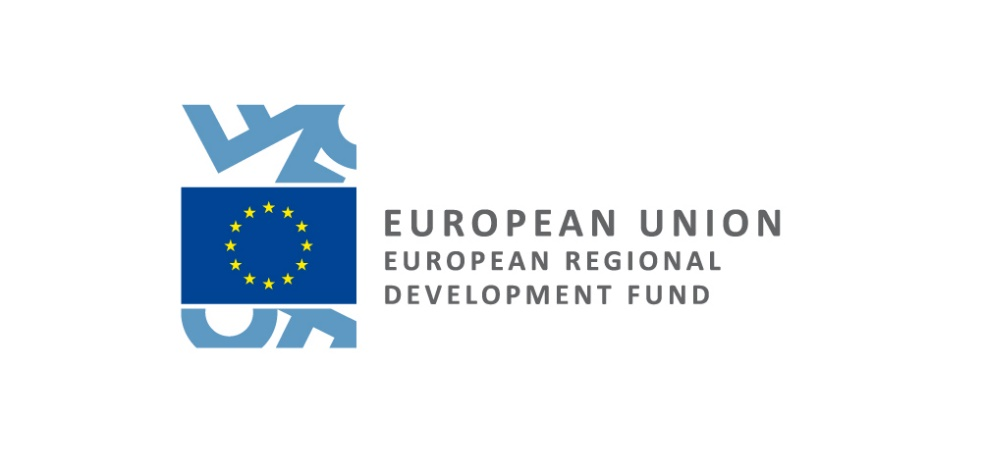 EUROPEAN UNION
EUROPEAN REGIONAL
DEVELOPMENT FUND